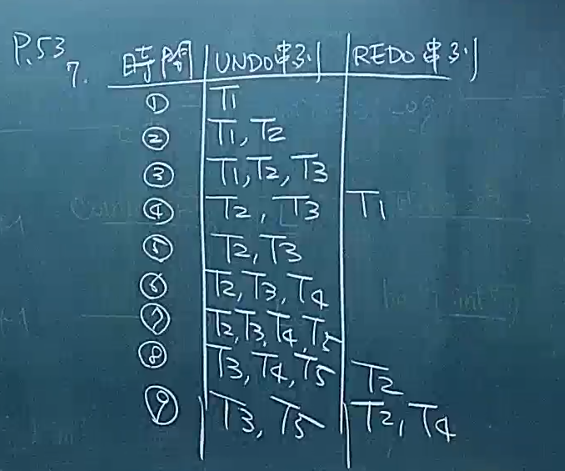 P.53
7.
時間 UNDO串列 REDO串列
① T1
② T1, T2
③ T1, T2, T3
④ T2, T3 T1
⑤ T2, T3
⑥ T2, T3, T4
⑦ T2, T3, T4, T5
⑧ T3, T4, T5 T2
⑨ T3, T5 T2, T4